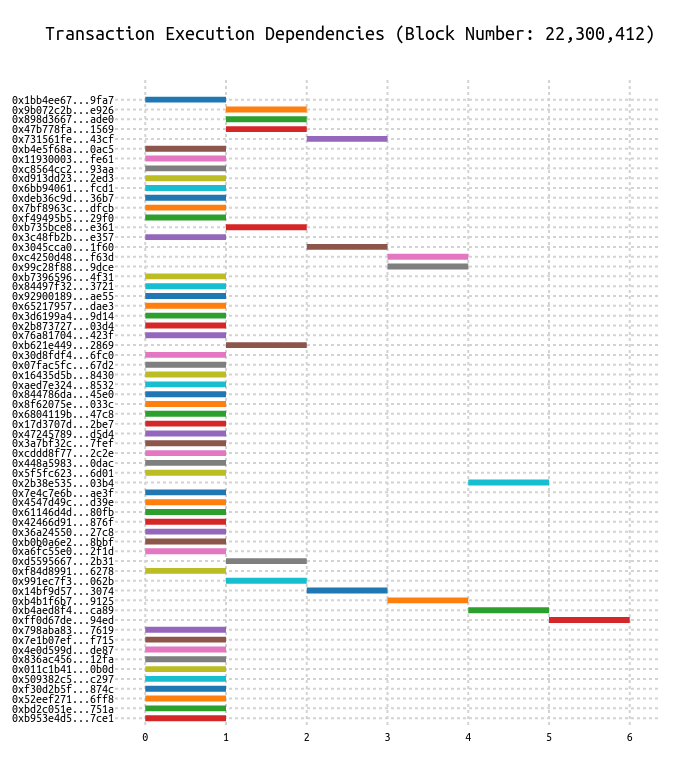 Transaction Execution Dependencies (Block Number: 22,300,412)
0x1bb4ee67...9fa7
0x9b072c2b...e926
0x898d3667...ade0
0x47b778fa...1569
0x731561fe...43cf
0xb4e5f68a...0ac5
0x11930003...fe61
0xc8564cc2...93aa
0xd913dd23...2ed3
0x6bb94061...fcd1
0xdeb36c9d...36b7
0x7bf8963c...dfcb
0xf49495b5...29f0
0xb735bce8...e361
0x3c48fb2b...e357
0x3045cca0...1f60
0xc4250d48...f63d
0x99c28f88...9dce
0xb7396596...4f31
0x84497f32...3721
0x92900189...ae55
0x65217957...dae3
0x3d6199a4...9d14
0x2b873727...03d4
0x76a81704...423f
0xb621e449...2869
0x30d8fdf4...6fc0
0x07fac5fc...67d2
0x16435d5b...8430
0xaed7e324...8532
0x844786da...45e0
0x8f62075e...033c
0x6804119b...47c8
0x17d3707d...2be7
0x47245789...d5d4
0x3a7bf32c...7fef
0xcddd8f77...2c2e
0x448a5983...0dac
0x5f5fc623...6d01
0x2b38e535...03b4
0x7e4c7e6b...ae3f
0x4547d49c...d39e
0x61146d4d...80fb
0x42466d91...876f
0x36a24550...27c8
0xb0b0a6e2...8bbf
0xa6fc55e0...2f1d
0xd5595667...2b31
0xf84d8991...6278
0x991ec7f3...062b
0x14bf9d57...3074
0xb4b1f6b7...9125
0xb4aed8f4...ca89
0xff0d67de...94ed
0x798aba83...7619
0x7e1b07ef...f715
0x4e0d599d...de87
0x836ac456...12fa
0x011c1b41...0b0d
0x509382c5...c297
0xf30d2b5f...874c
0x52eef271...6ff8
0xbd2c051e...751a
0xb953e4d5...7ce1
0 1 2 3 4 5 6